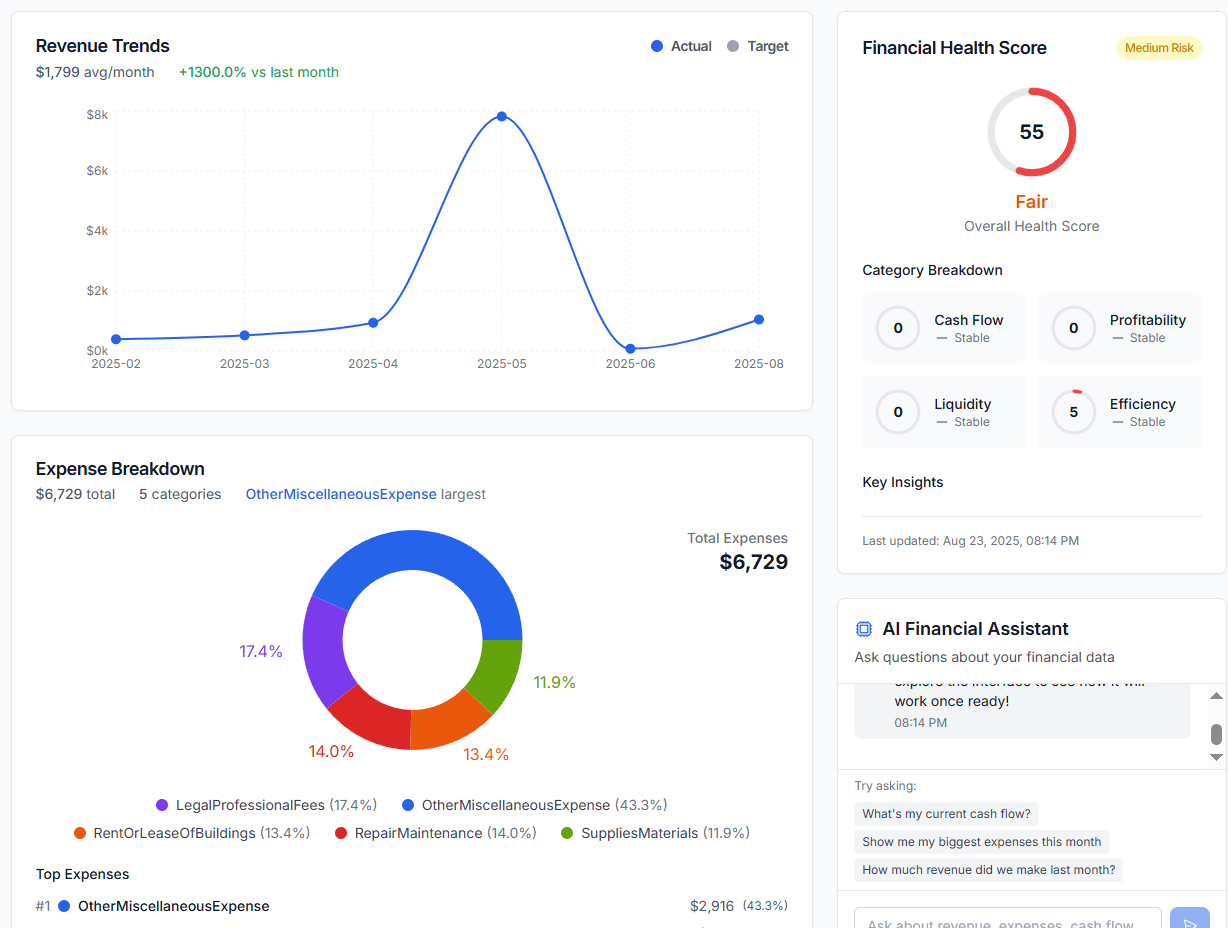 Revenue Trends
Actual
Target
$1,799 avg/month +1300.0% vs last month
$8k
$6k
$4k
$2k
$0k
2025-02 2025-03 2025-04 2025-05 2025-06 2025-08
Expense Breakdown
$6,729 total 5 categories OtherMiscellaneousExpense largest
Total Expenses
$6,729
17.4%
11.9%
14.0%
13.4%
LegalProfessionalFees (17.4%) OtherMiscellaneousExpense (43.3%)
RentOrLeaseOfBuildings (13.4%) RepairMaintenance (14.0%) SuppliesMaterials (11.9%)
Top Expenses
#1 OtherMiscellaneousExpense $2,916 (43.3%)
Financial Health Score
Medium Risk
55
Fair
Overall Health Score
Category Breakdown
0 Cash Flow
Stable
0 Profitability
Stable
0 Liquidity
Stable
5 Efficiency
Stable
Key Insights
Last updated: Aug 23, 2025, 08:14 PM
AI Financial Assistant
Ask questions about your financial data
explore the interface to see how it will
work once ready!
08:14 PM
Try asking:
What's my current cash flow?
Show me my biggest expenses this month
How much revenue did we make last month?
Ask about revenue, expenses, cash flow